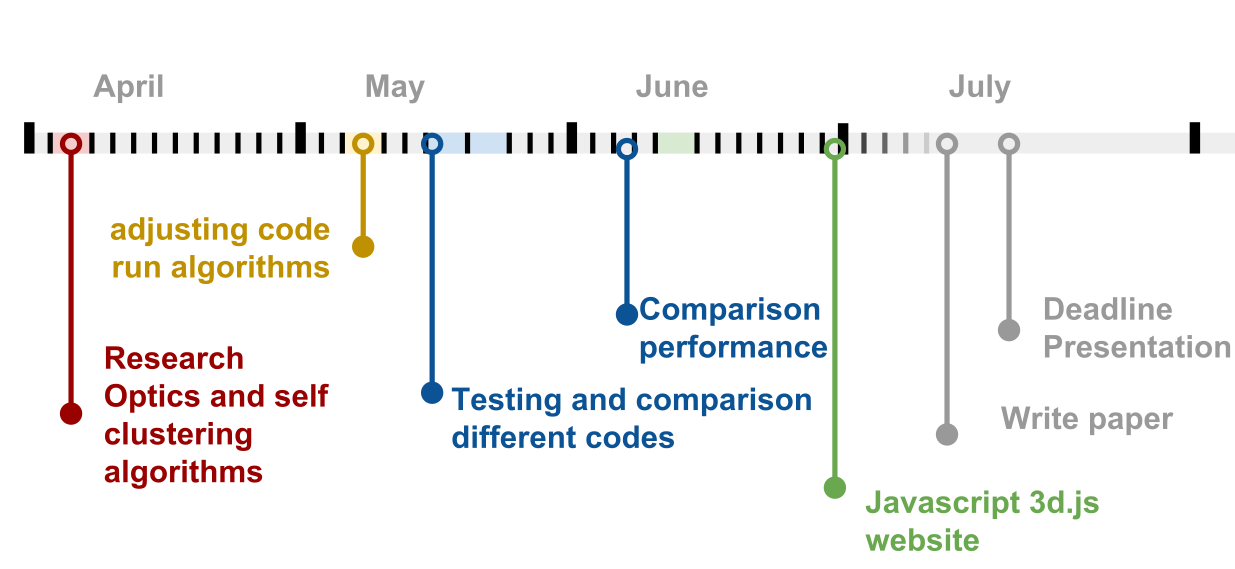 April
May
June
July
adjusting code
run algorithms
Research
Optics and self
clustering
algorithms
Testing and comparison
different codes
Comparison
performance
Javascript 3d.js
website
Write paper
Deadline
Presentation